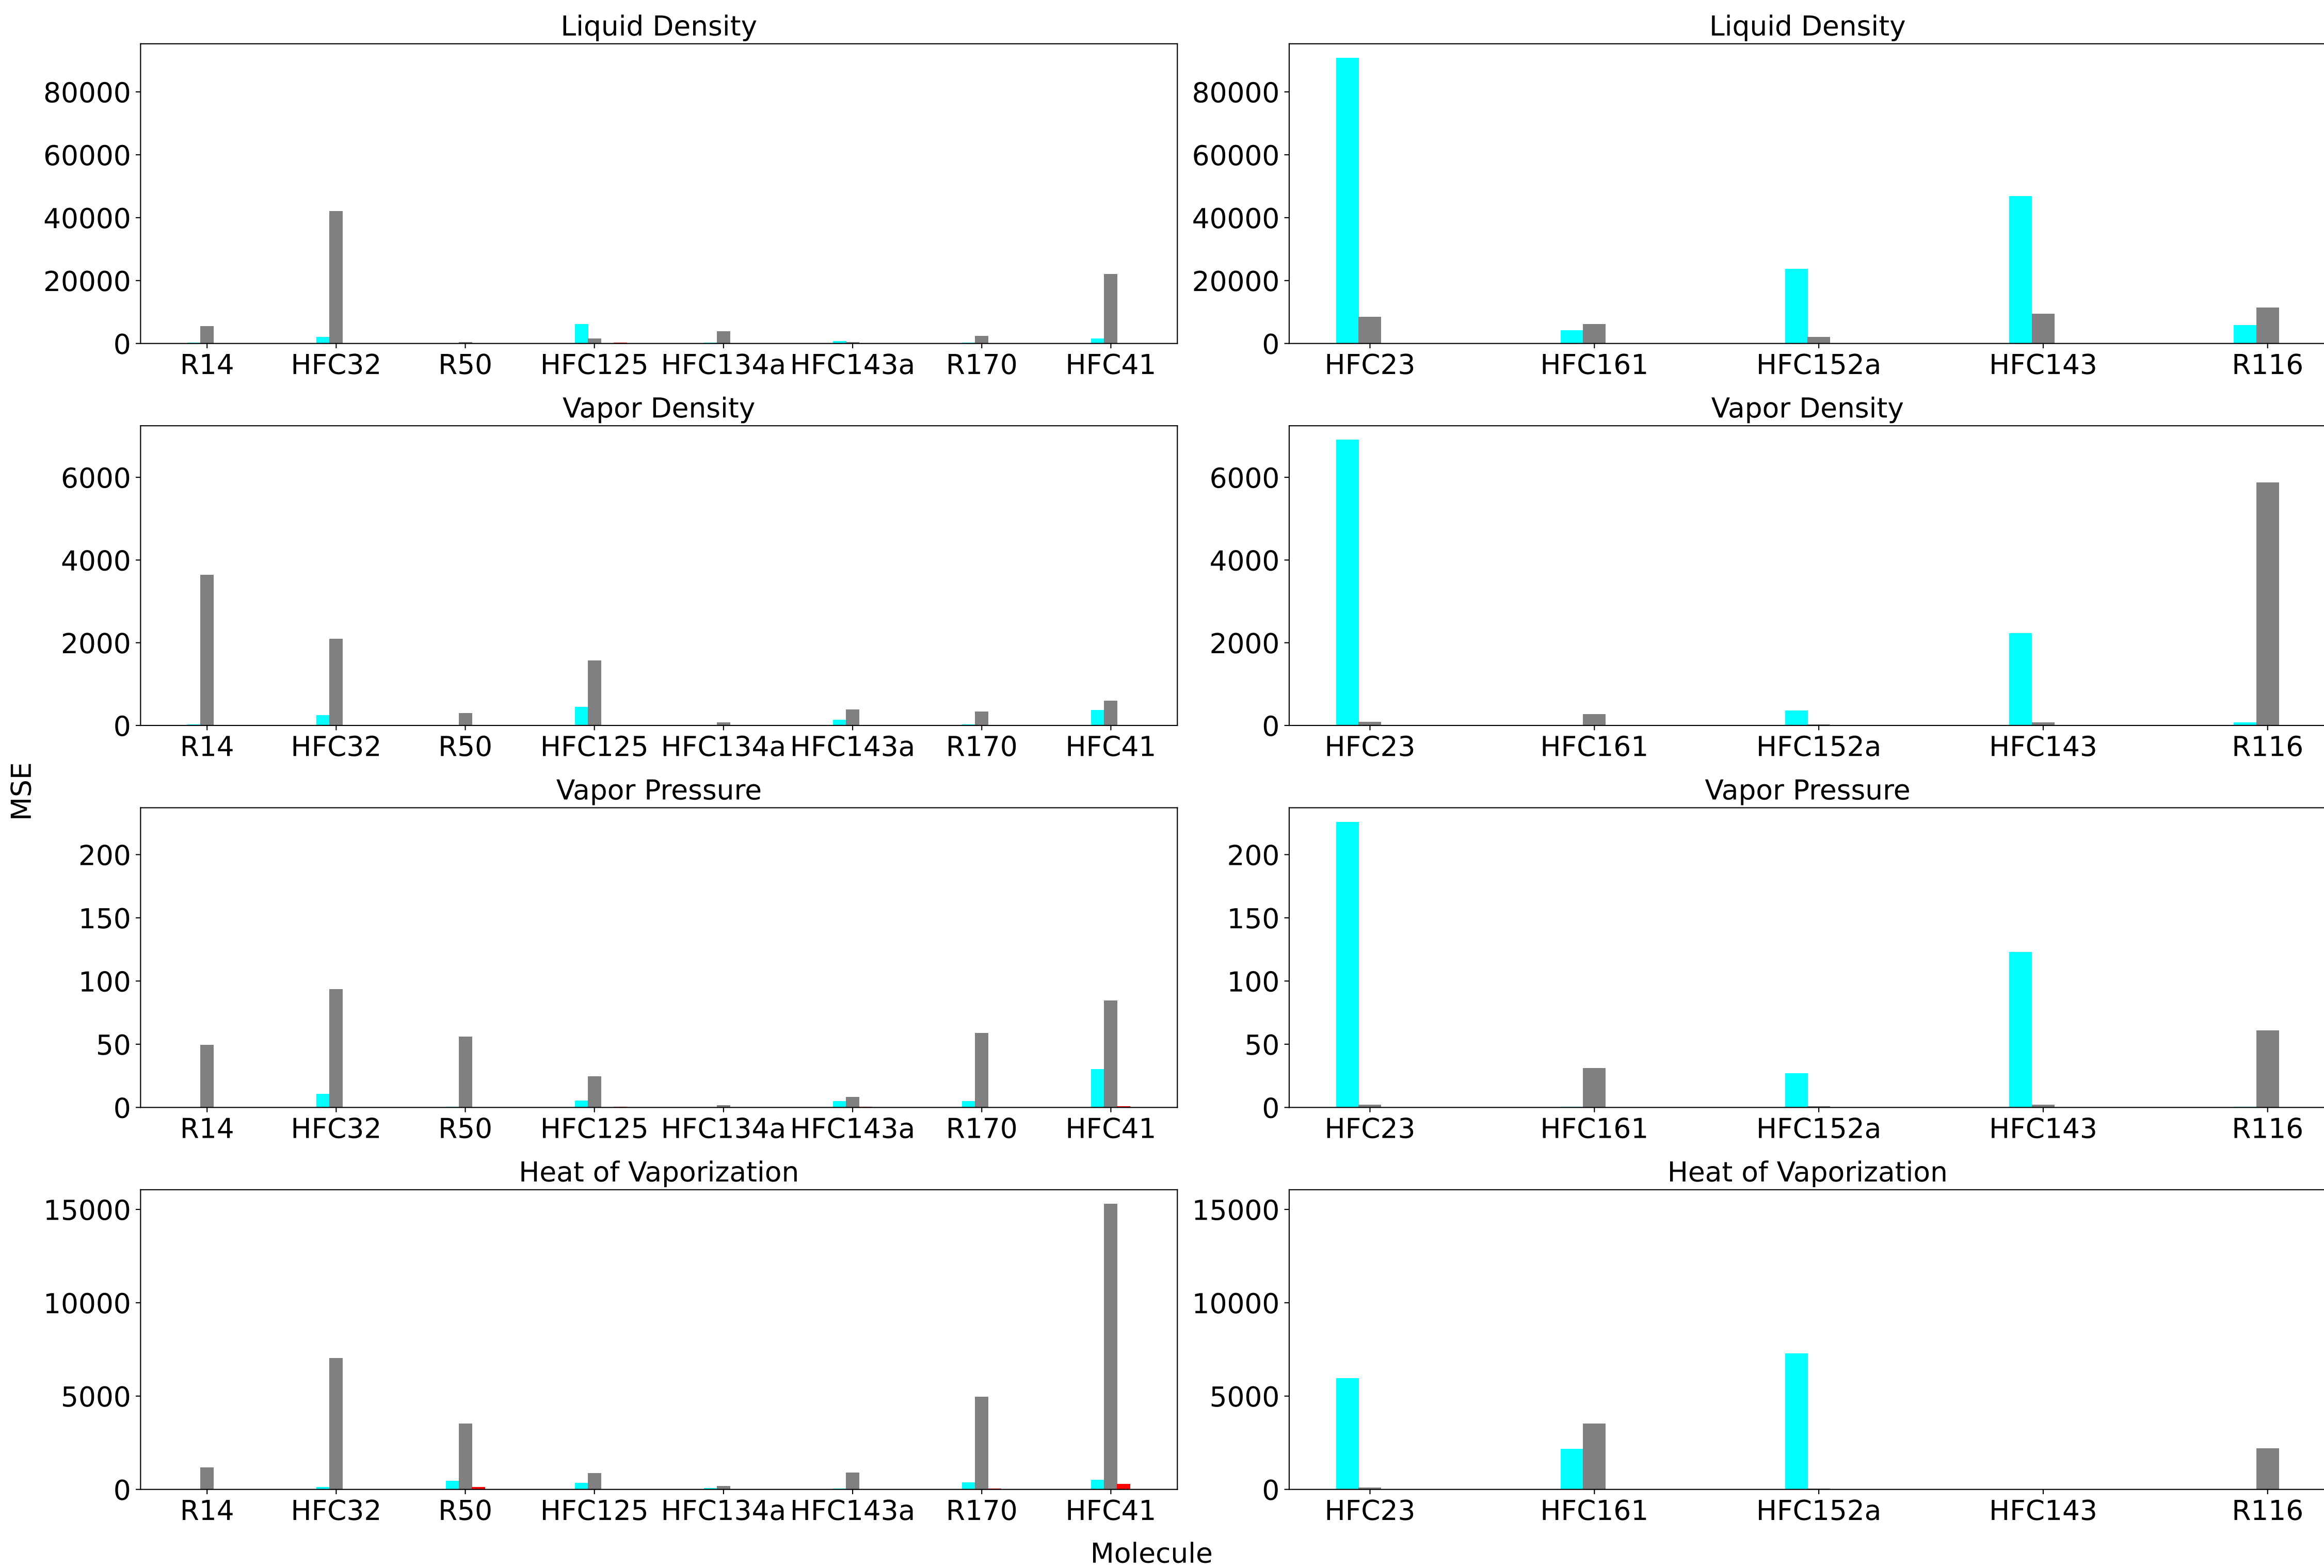 Liquid Density
Liquid Density
80000
60000
40000
20000
0
R14 HFC32 R50 HFC125 HFC134a HFC143a R170 HFC41
80000
60000
40000
20000
0
HFC23 HFC161 HFC152a HFC143 R116
Vapor Density
Vapor Density
6000
4000
2000
0
R14 HFC32 R50 HFC125 HFC134a HFC143a R170 HFC41
6000
4000
2000
0
HFC23 HFC161 HFC152a HFC143 R116
MSE
Vapor Pressure
Vapor Pressure
200
150
100
50
0
R14 HFC32 R50 HFC125 HFC134a HFC143a R170 HFC41
200
150
100
50
0
HFC23 HFC161 HFC152a HFC143 R116
Heat of Vaporization
Heat of Vaporization
15000
10000
5000
0
R14 HFC32 R50 HFC125 HFC134a HFC143a R170 HFC41
15000
10000
5000
0
HFC23 HFC161 HFC152a HFC143 R116
Molecule